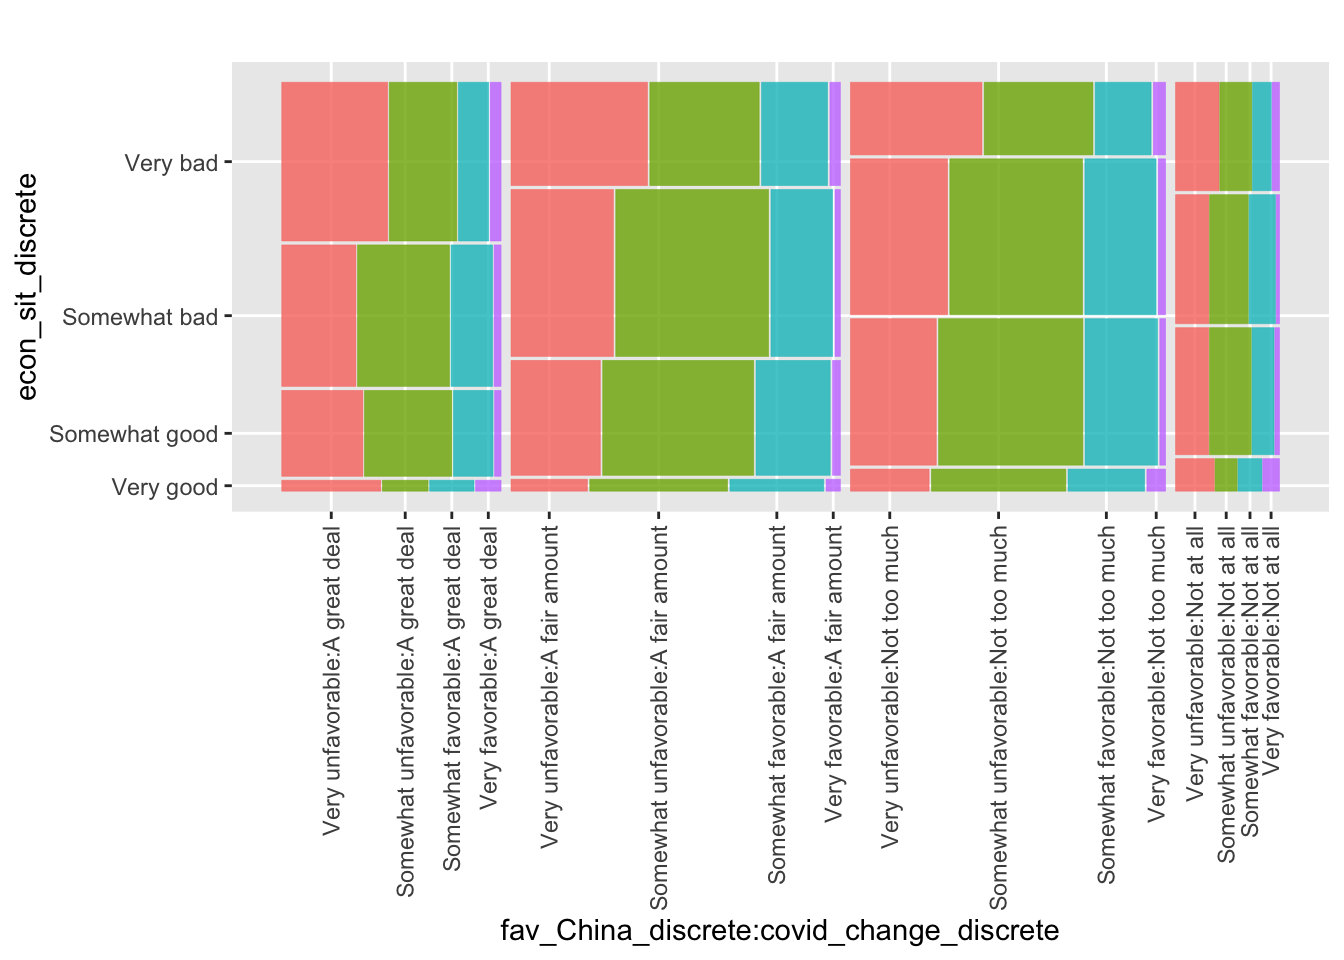 econ_sit_discrete
Very bad
Somewhat bad
Somewhat good
Very good
Very unfavorable:A great deal
Somewhat unfavorable:A great deal
Somewhat favorable:A great deal
Very favorable:A great deal
Very unfavorable:A fair amount
Somewhat unfavorable:A fair amount
Somewhat favorable:A fair amount
Very favorable:A fair amount
Very unfavorable:Not too much
Somewhat unfavorable:Not too much
Somewhat favorable:Not too much
Very favorable:Not too much
Very unfavorable:Not at all
Somewhat unfavorable:Not at all
Somewhat favorable:Not at all
Very favorable:Not at all
fav_China_discrete:covid_change_discrete